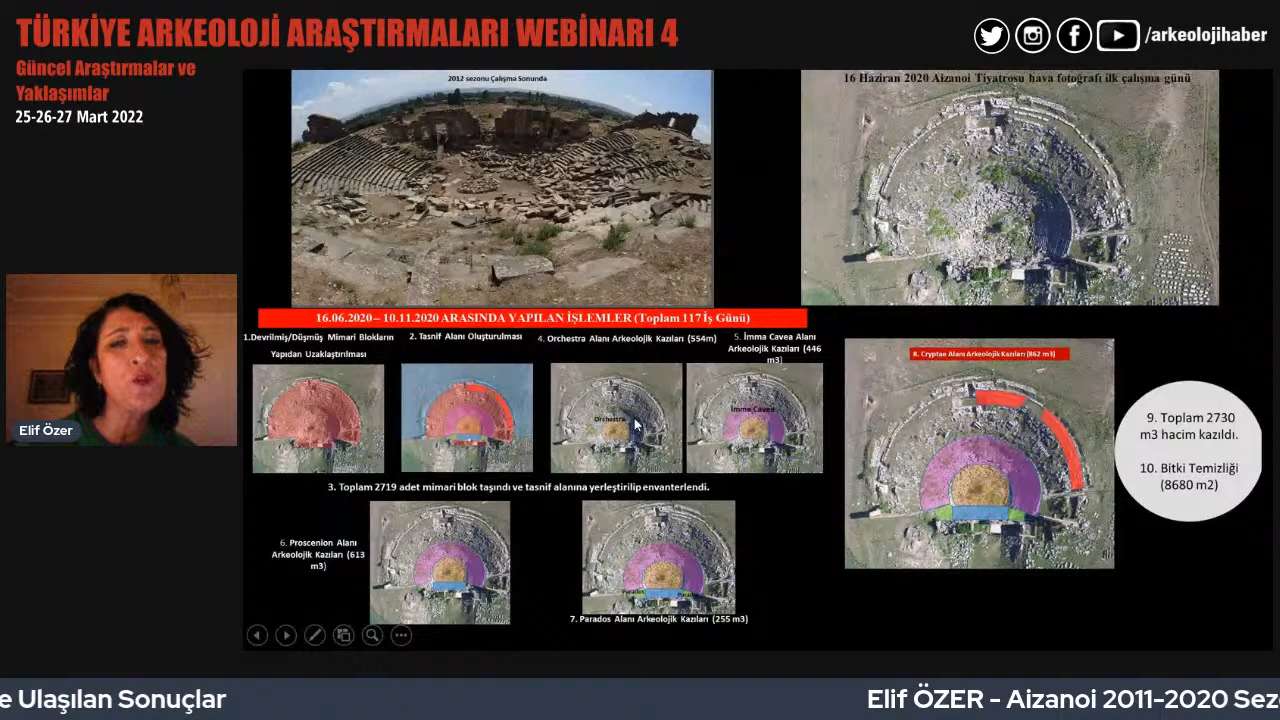 TÜRKİYE ARKEOLOJİ ARAŞTIRMALARI WEBİNARI 4
Güncel Araştırmalar ve
Yaklaşımlar
25-26-27 Mart 2022
/arkeolojihaber
2012 sezonu Çalışma Sonunda
16 Haziran 2020 Aizanoi Tiyatrosu hava fotoğrafı ilk çalışma günü
16.06.2020 – 10.11.2020 ARASINDA YAPILAN İŞLEMLER (Toplam 117 İş Günü)
1.Devrilmiş/Düşmüş Mimari Blokların
Yapıdan Uzaklaştırılması
2. Tasnif Alanı Oluşturulması
4. Orchestra Alanı Arkeolojik Kazıları (554m)
5. İmma Cavea Alanı
Arkeolojik Kazıları (446
m3)
Orchestra
İmma Cavea
3. Toplam 2719 adet mimari blok taşındı ve tasnif alanına yerleştirilip envanterlendi.
6. Proscenion Alanı
Arkeolojik Kazıları (613
m3)
Parados
7. Parados Alanı Arkeolojik Kazıları (255 m3)
8. Cryptae Alanı Arkeolojik Kazıları (862 m3)
9. Toplam 2730
m3 hacim kazıldı.
10. Bitki Temizliği
(8680 m2)
Elif Özer
e Ulaşılan Sonuçlar
Elif ÖZER - Aizanoi 2011-2020 Sez